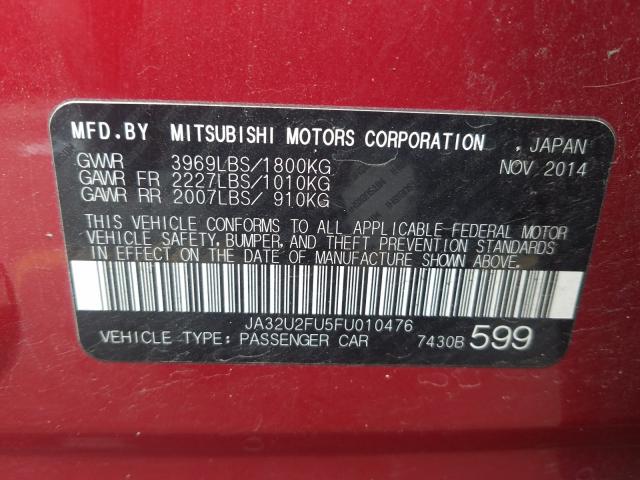 MFD.BY MITSUBISHI MOTORS CORPORATION , JAPAN
GVWR 3969LBS/1800KG NOV 2014
GAWR FR 2227LBS/1010KG
GAWR RR 2007LBS/ 910KG
THIS VEHICLE CONFORMS TO ALL APPLICABLE FEDERAL MOTOR
VEHICLE SAFETY, BUMPER, AND THEFT PREVENTION STANDARDS
IN EFFECT ON THE DATE OF MANUFACTURE SHOWN ABOVE.
JA32U2FU5FU010476
VEHICLE TYPE: PASSENGER CAR 7430B 599